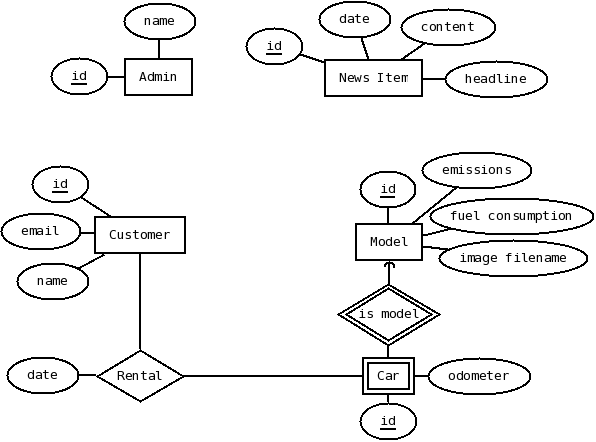 name
id
Admin
date
content
id
News Item
headline
id
email
Customer
name
emissions
id
fuel consumption
Model
image filename
is model
date
Rental
Car
odometer
id